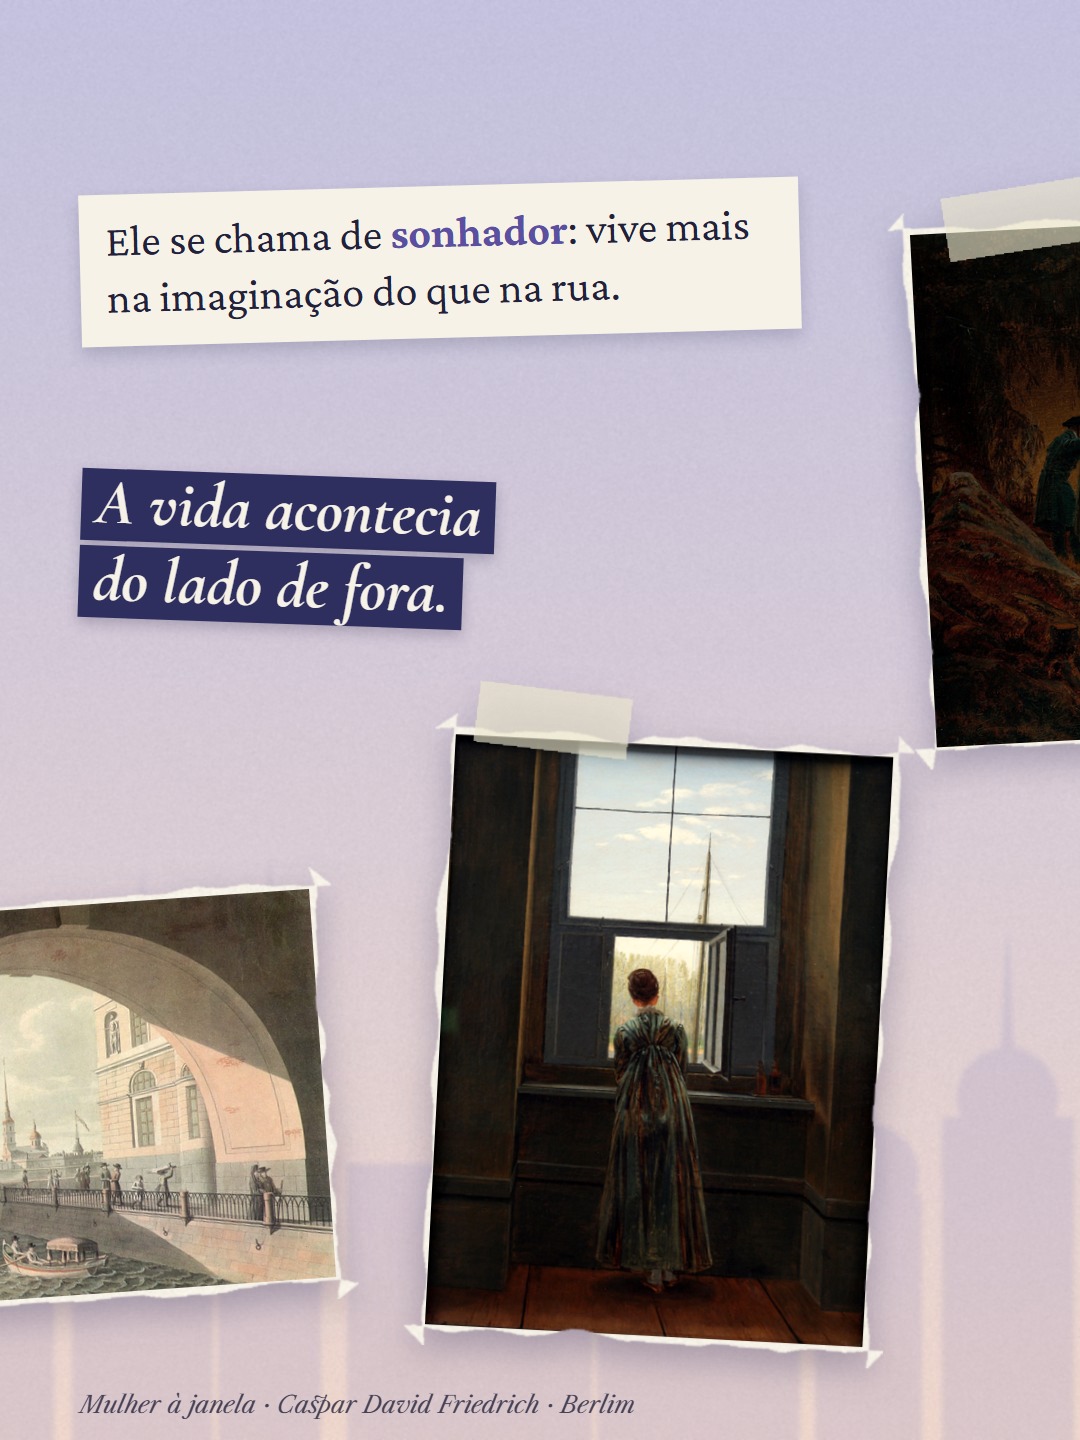 Ele se chama de sonhador: vive mais
na imaginação do que na rua.
A vida acontecia
do lado de fora.
Mulher à janela · Caspar David Friedrich · Berlim